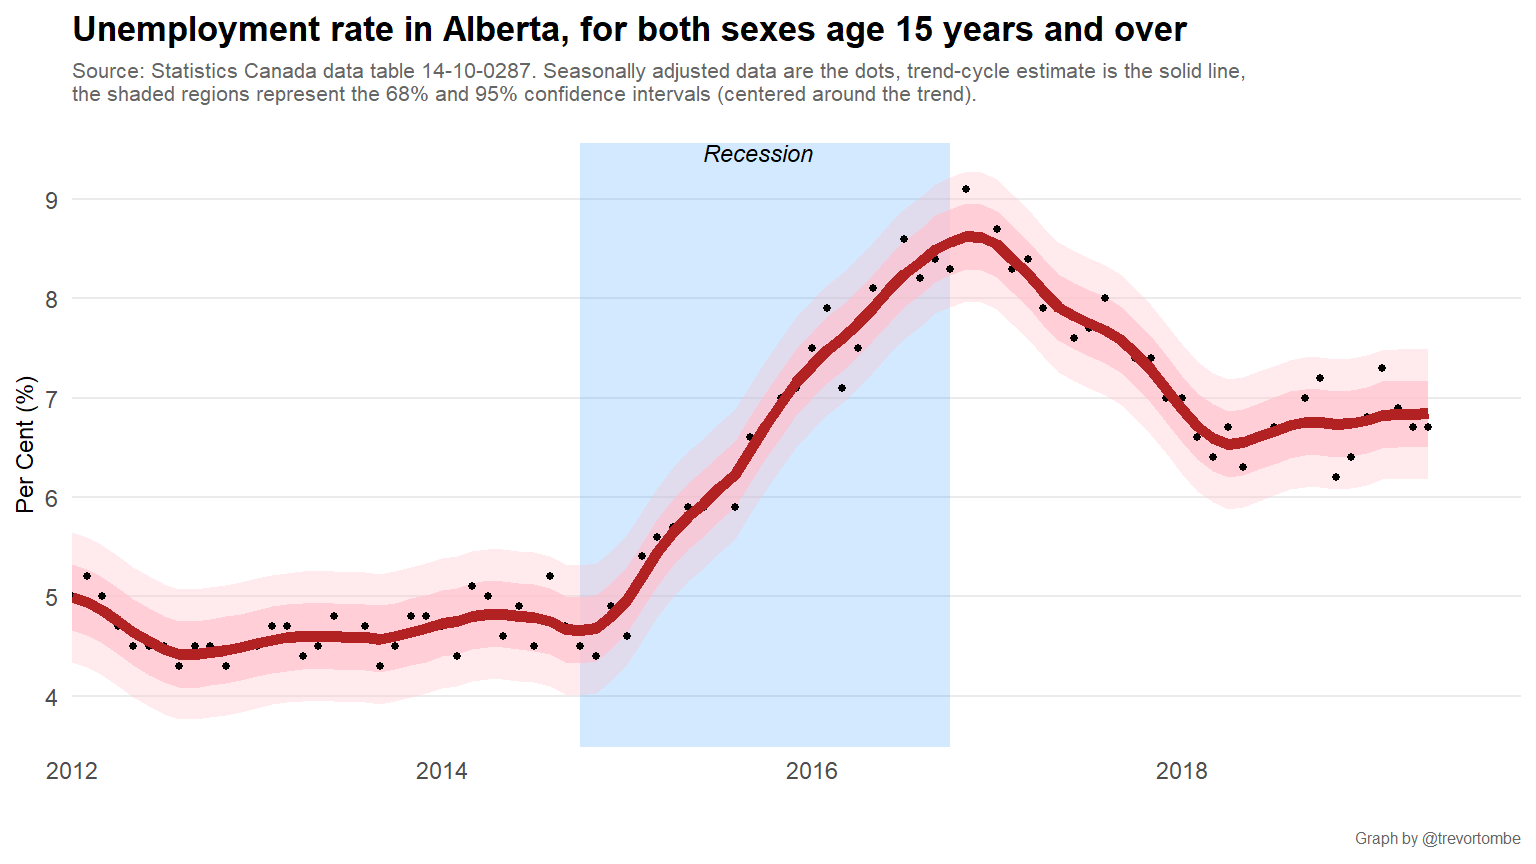 Unemployment rate in Alberta, for both sexes age 15 years and over
Source: Statistics Canada data table 14-10-0287. Seasonally adjusted data are the dots, trend-cycle estimate is the solid line,
the shaded regions represent the 68% and 95% confidence intervals (centered around the trend).
Recession
9
8
7
6
5
4
Per Cent (%)
2012
2014
2016
2018
Graph by @trevortombe